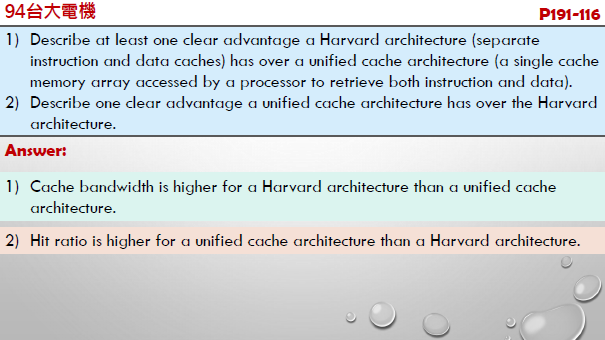 94台大電機
P191-116
1) Describe at least one clear advantage a Harvard architecture (separate
instruction and data caches) has over a unified cache architecture (a single cache
memory array accessed by a processor to retrieve both instruction and data).
2) Describe one clear advantage a unified cache architecture has over the Harvard
architecture.
Answer:
1) Cache bandwidth is higher for a Harvard architecture than a unified cache
architecture.
2) Hit ratio is higher for a unified cache architecture than a Harvard architecture.